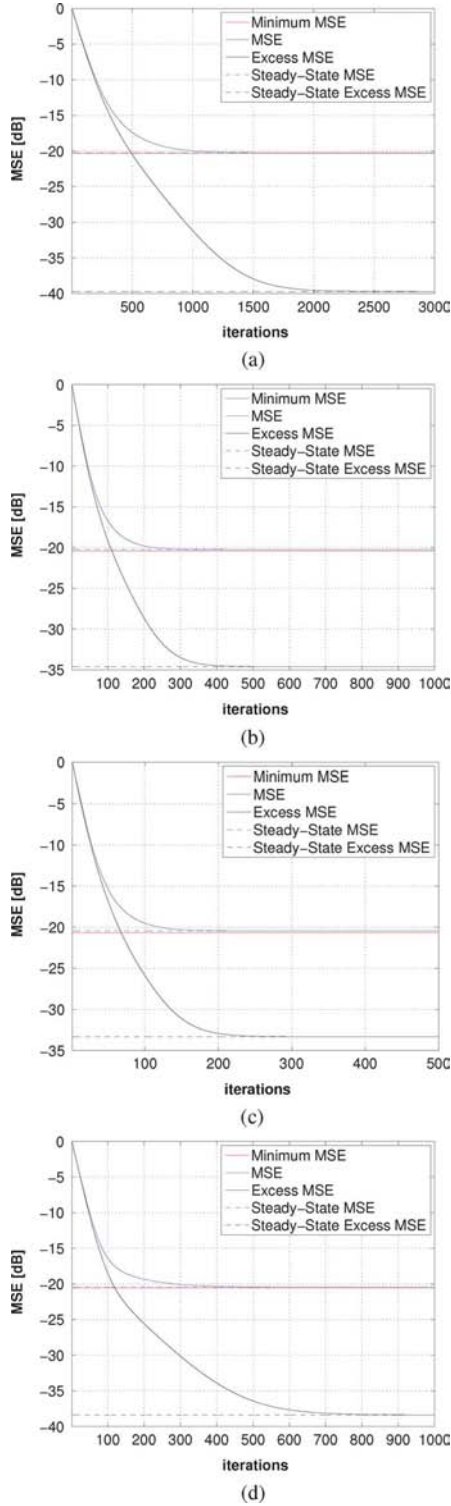 0
−5
−10
−15
−20
−25
−30
−35
−40
MSE [dB]
Minimum MSE
MSE
Excess MSE
Steady−State MSE
Steady−State Excess MSE
500 1000 1500 2000 2500 3000
iterations
(a)
0
−5
−10
−15
−20
−25
−30
−35
MSE [dB]
Minimum MSE
MSE
Excess MSE
Steady−State MSE
Steady−State Excess MSE
100 200 300 400 500 600 700 800 900 1000
iterations
(b)
0
−5
−10
−15
−20
−25
−30
−35
MSE [dB]
Minimum MSE
MSE
Excess MSE
Steady−State MSE
Steady−State Excess MSE
100 200 300 400 500
iterations
(c)
0
−5
−10
−15
−20
−25
−30
−35
−40
MSE [dB]
Minimum MSE
MSE
Excess MSE
Steady−State MSE
Steady−State Excess MSE
100 200 300 400 500 600 700 800 900 1000
iterations
(d)